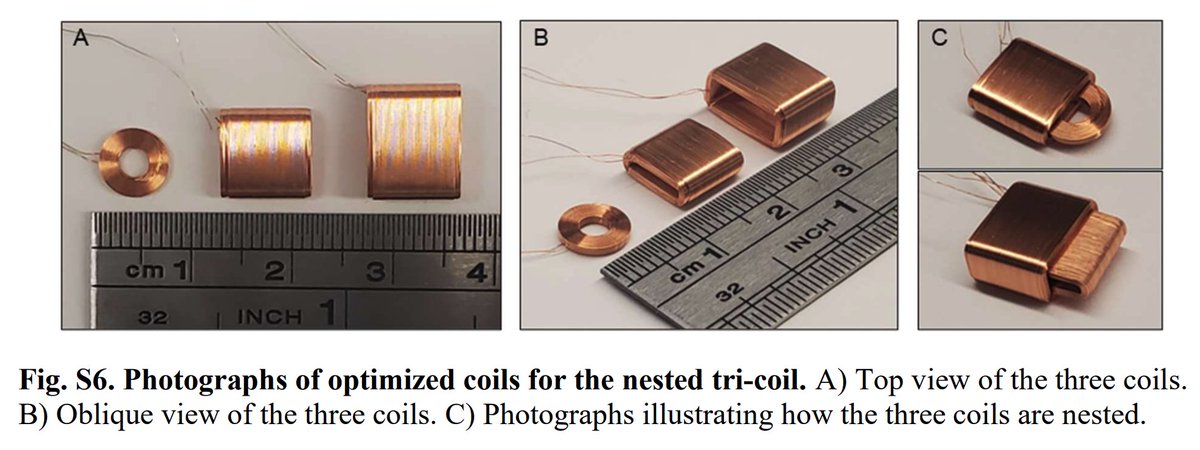 A
B
C
cm 1 2 3 4
32 INCH 1
cm 1 2 3
32 INCH 1
Fig. S6. Photographs of optimized coils for the nested tri-coil. A) Top view of the three coils.
B) Oblique view of the three coils. C) Photographs illustrating how the three coils are nested.